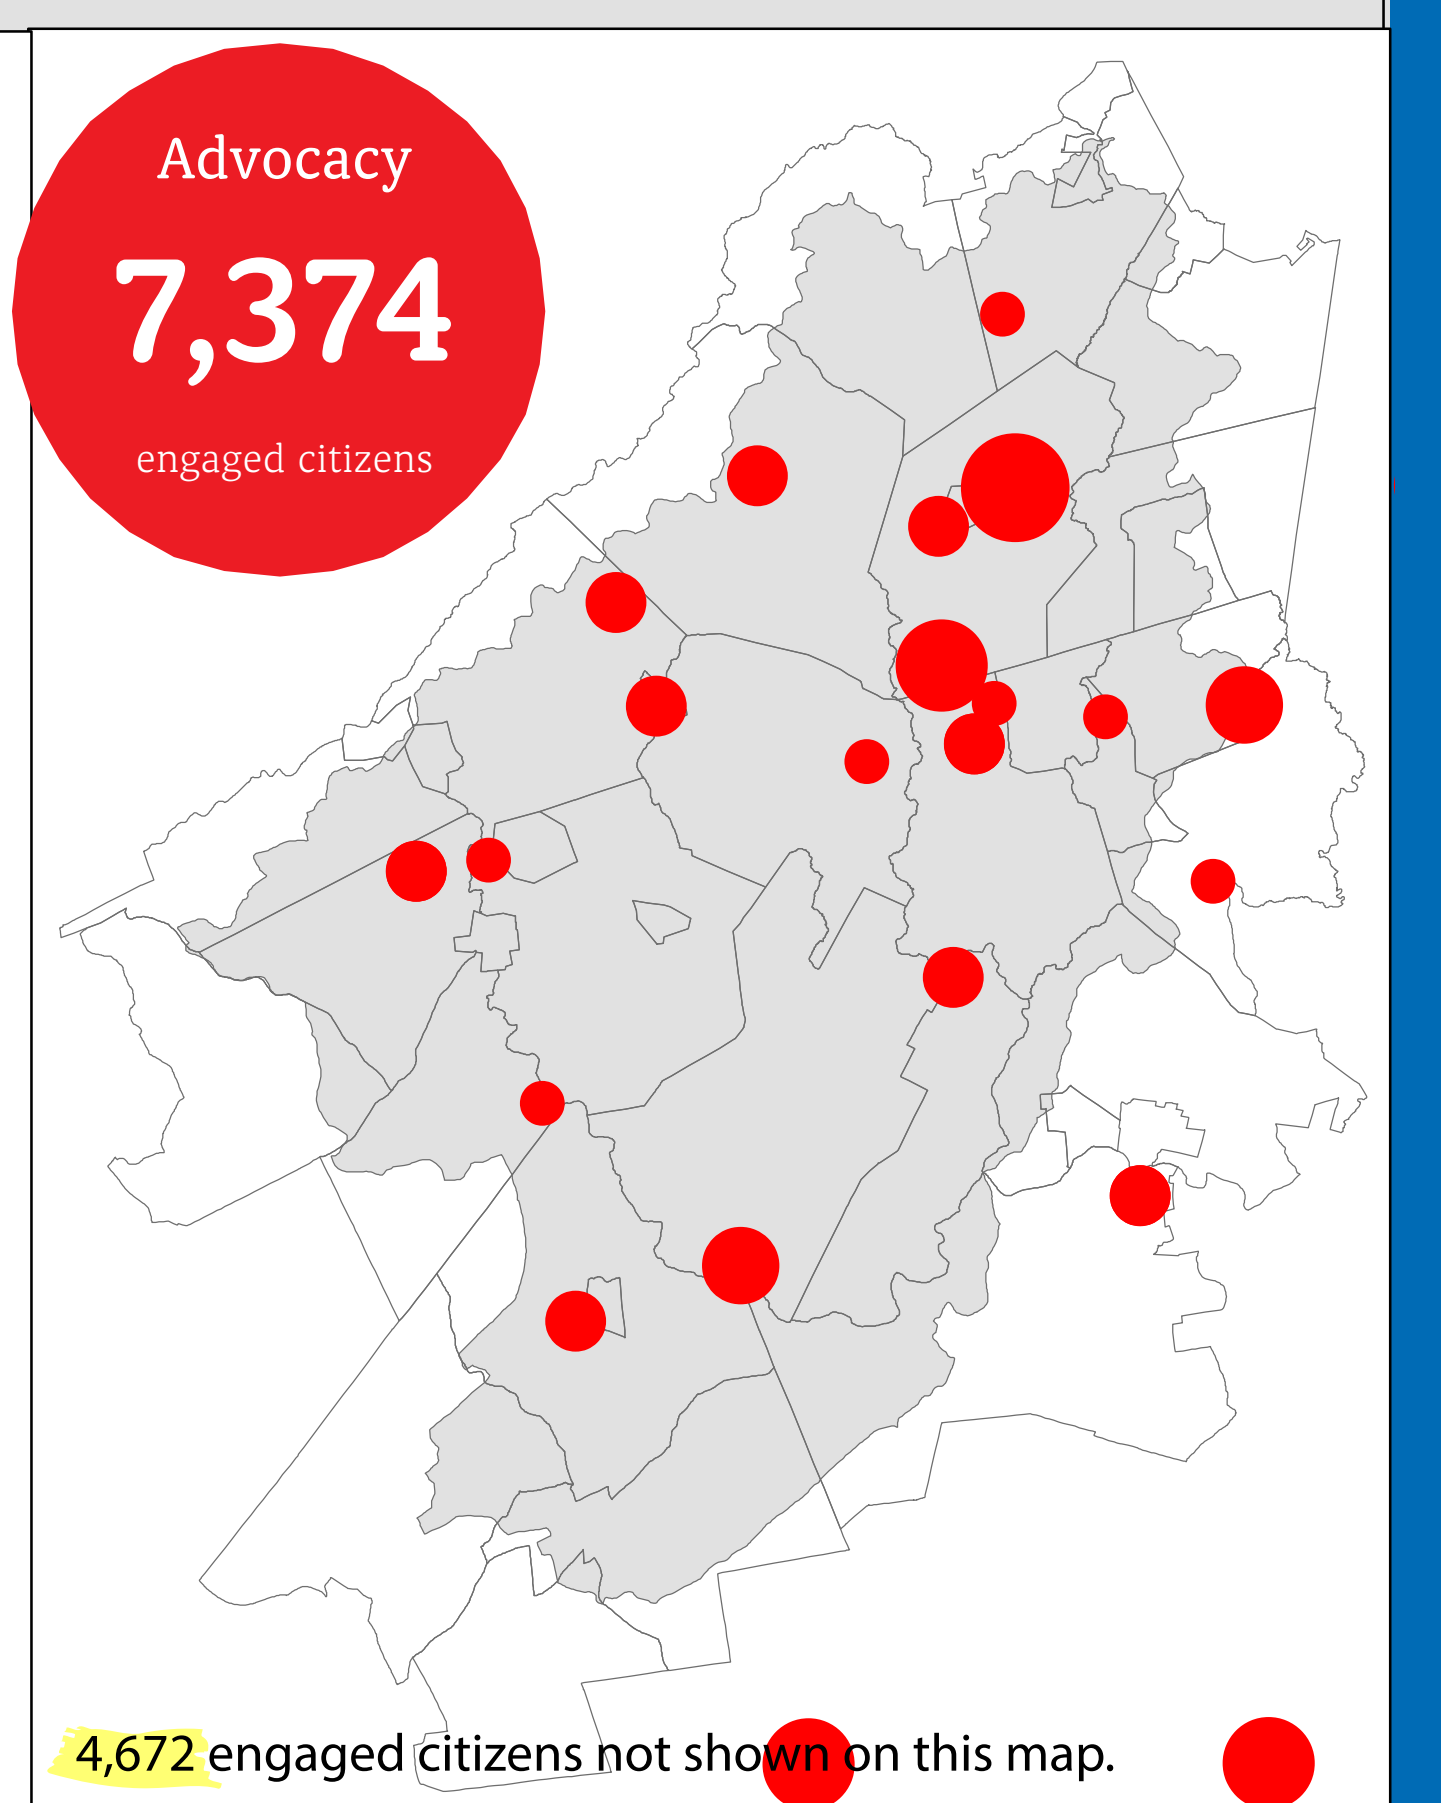 Advocacy
7,374
engaged citizens
4,672 engaged citizens not shown on this map.